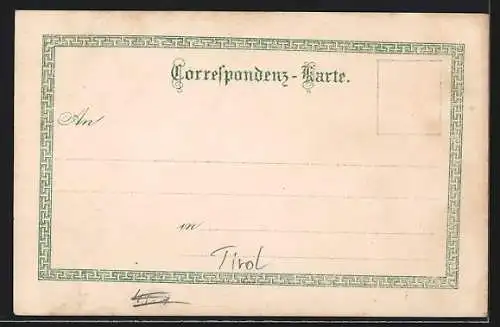 Correspondenz-Karte.
An
in
Tirol